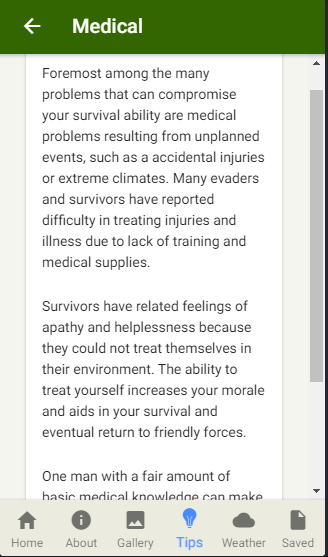 Medical
Foremost among the many
problems that can compromise
your survival ability are medical
problems resulting from unplanned
events, such as a accidental injuries
or extreme climates. Many evaders
and survivors have reported
difficulty in treating injuries and
illness due to lack of training and
medical supplies.
Survivors have related feelings of
apathy and helplessness because
they could not treat themselves in
their environment. The ability to
treat yourself increases your morale
and aids in your survival and
eventual return to friendly forces.
One man with a fair amount of
basic medical knowledge can make
Home About Gallery Tips Weather Saved